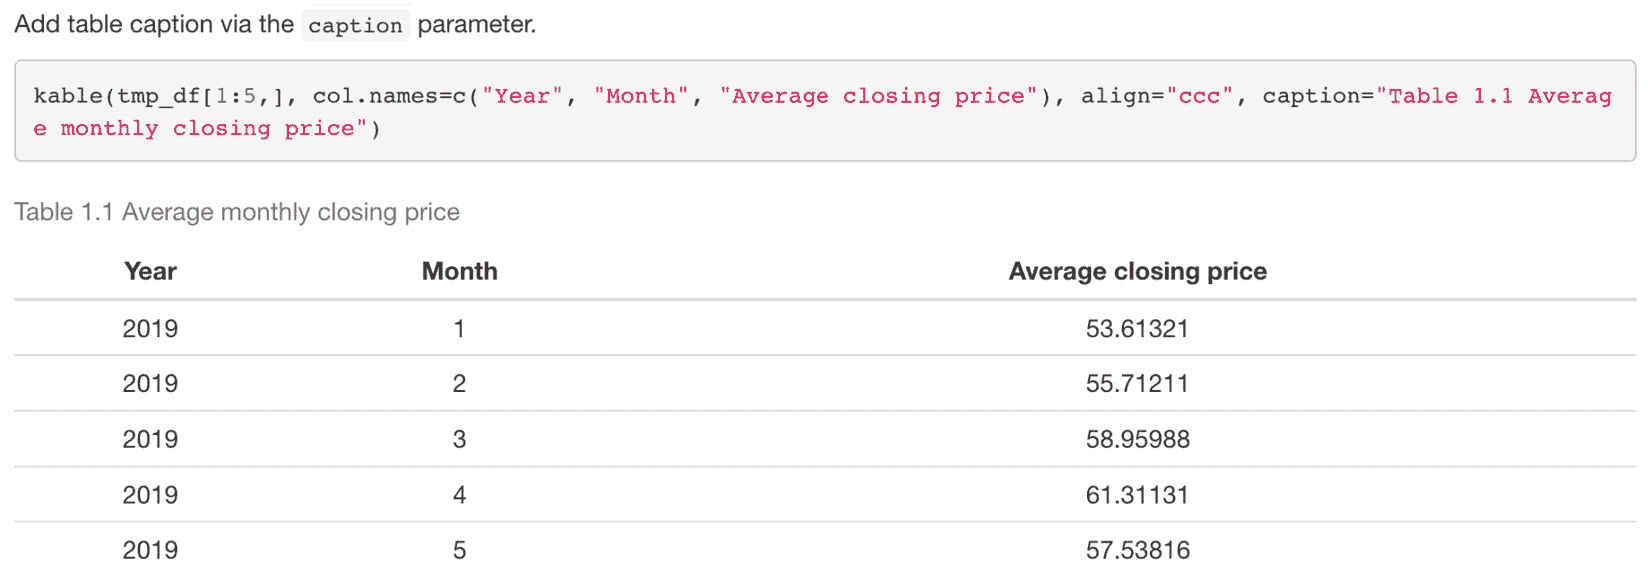 Add table caption via the caption parameter.
kable(tmp_df[1:5,], col.names=c("Year", "Month", "Average closing price"), align="ccc", caption="Table 1.1 Averag
e monthly closing price")
Table 1.1 Average monthly closing price
Year Month Average closing price
2019 1 53.61321
2019 2 55.71211
2019 3 58.95988
2019 4 61.31131
2019 5 57.53816